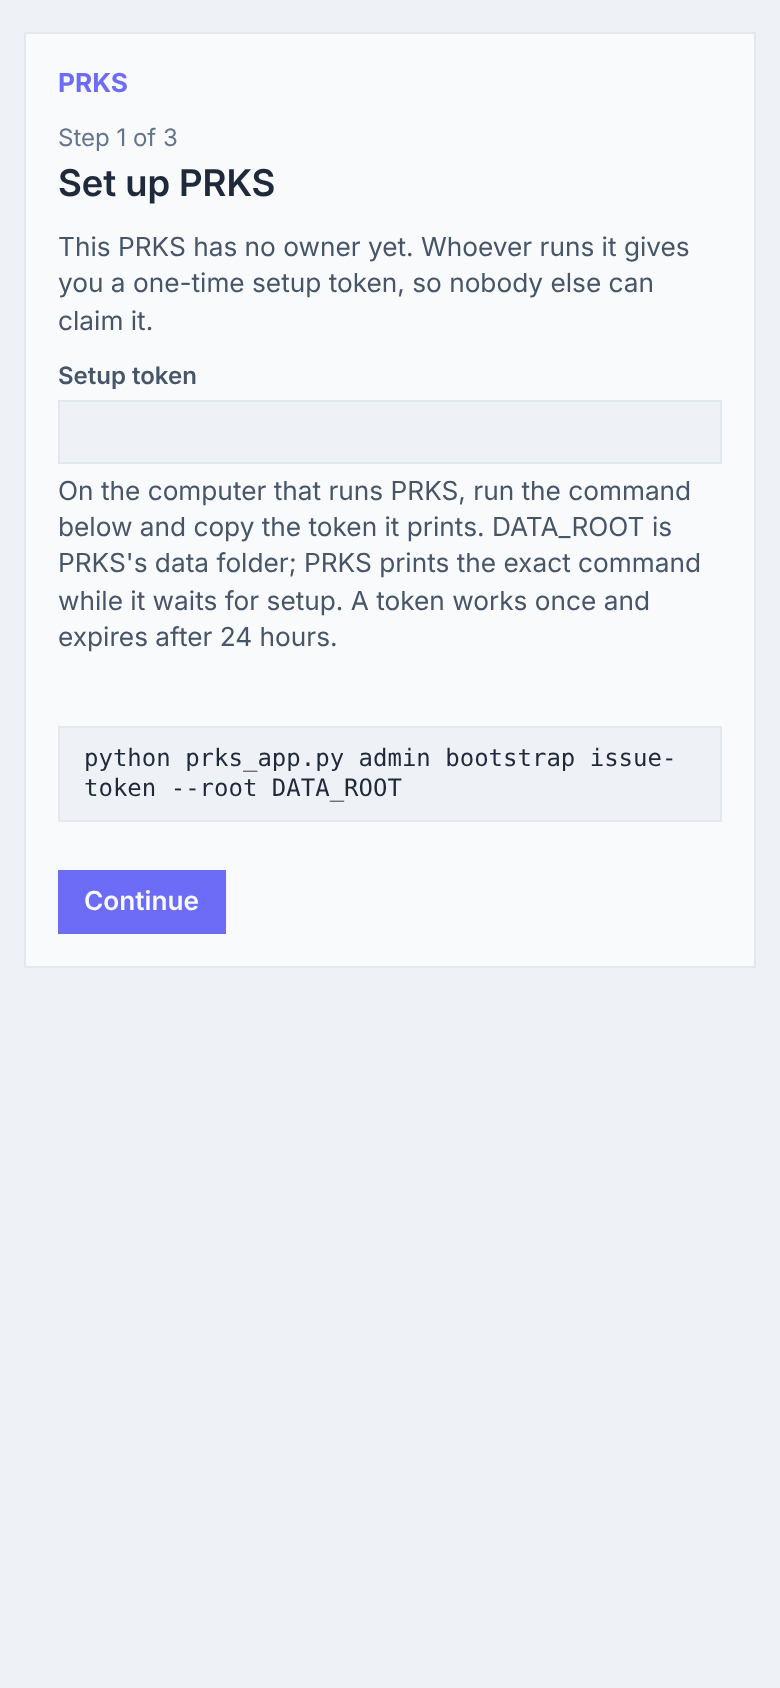 PRKS
Step 1 of 3
Set up PRKS
This PRKS has no owner yet. Whoever runs it gives
you a one-time setup token, so nobody else can
claim it.
Setup token
On the computer that runs PRKS, run the command
below and copy the token it prints. DATA_ROOT is
PRKS's data folder; PRKS prints the exact command
while it waits for setup. A token works once and
expires after 24 hours.
python prks_app.py admin bootstrap issue-
token --root DATA_ROOT
Continue